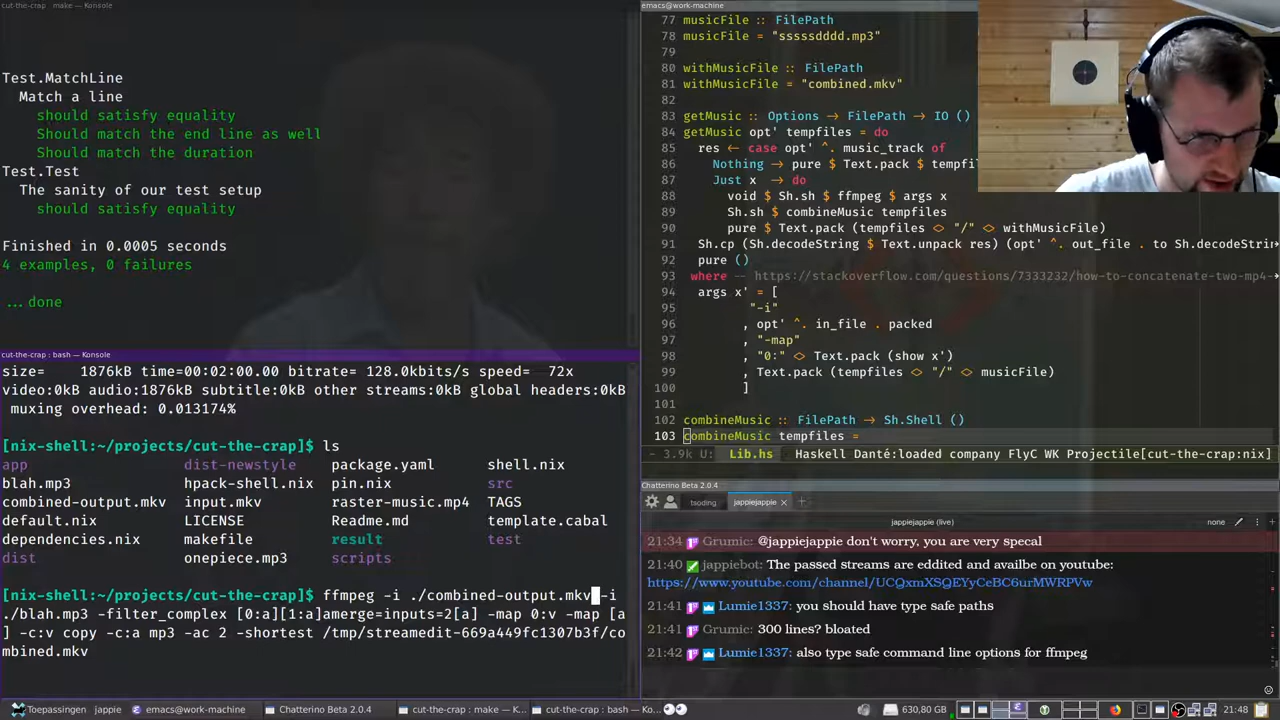 cut-the-crap : make — Konsole
Test.MatchLine
Match a line
should satisfy equality
Should match the end line as well
Should match the duration
Test.Test
The sanity of our test setup
should satisfy equality
Finished in 0.0005 seconds
4 examples, 0 failures
...done
cut-the-crap : bash — Konsole
size=    1876kB time=00:02:00.00 bitrate= 128.0kbits/s speed=  72x
video:0kB audio:1876kB subtitle:0kB other streams:0kB global headers:0kB
muxing overhead: 0.013174%
[nix-shell:~/projects/cut-the-crap]$ ls
app dist-newstyle package.yaml shell.nix
blah.mp3 hpack-shell.nix pin.nix src
combined-output.mkv input.mkv raster-music.mp4 TAGS
default.nix LICENSE Readme.md template.cabal
dependencies.nix makefile result test
dist onepiece.mp3 scripts
[nix-shell:~/projects/cut-the-crap]$ ffmpeg -i ./combined-output.mkv -i
./blah.mp3 -filter_complex [0:a][1:a]amerge=inputs=2[a] -map 0:v -map [a
] -c:v copy -c:a mp3 -ac 2 -shortest /tmp/streamedit-669a449fc1307b3f/co
mbined.mkv
emacs@work-machine
77 musicFile :: FilePath
78 musicFile = "sssssdddd.mp3"
79
80 withMusicFile :: FilePath
81 withMusicFile = "combined.mkv"
82
83 getMusic :: Options → FilePath → IO ()
84 getMusic opt' tempfiles = do
85 res ← case opt' ^. music_track of
86 Nothing → pure $ Text.pack $ tempfi
87 Just x → do
88 void $ Sh.sh $ ffmpeg $ args x
89 Sh.sh $ combineMusic tempfiles
90 pure $ Text.pack (tempfiles <> "/" <> withMusicFile)
91 Sh.cp (Sh.decodeString $ Text.unpack res) (opt' ^. out_file . to Sh.decodeStrin
92 pure ()
93 where -- https://stackoverflow.com/questions/7333232/how-to-concatenate-two-mp4-
94 args x' = [
95 "-i"
96 , opt' ^. in_file . packed
97 , "-map"
98 , "0:" <> Text.pack (show x')
99 , Text.pack (tempfiles <> "/" <> musicFile)
100 ]
101
102 combineMusic :: FilePath → Sh.Shell ()
103 combineMusic tempfiles =
- 3.9k U: Lib.hs Haskell Danté:loaded company FlyC WK Projectile[cut-the-crap:nix]
Chatterino Beta 2.0.4
tsoding jappiejappie
jappiejappie (live) none
21:34 Grumic: @jappiejappie don't worry, you are very specal
21:40 jappiebot: The passed streams are eddited and availbe on youtube:
https://www.youtube.com/channel/UCQxmXSQEYyCeBC6urMWRPVw
21:41 Lumie1337: you should have type safe paths
21:41 Grumic: 300 lines? bloated
21:42 Lumie1337: also type safe command line options for ffmpeg
Toepassingen jappie emacs@work-machine Chatterino Beta 2.0.4 cut-the-crap : make — K... cut-the-crap : bash — Ko... 630,80 GB 21:48